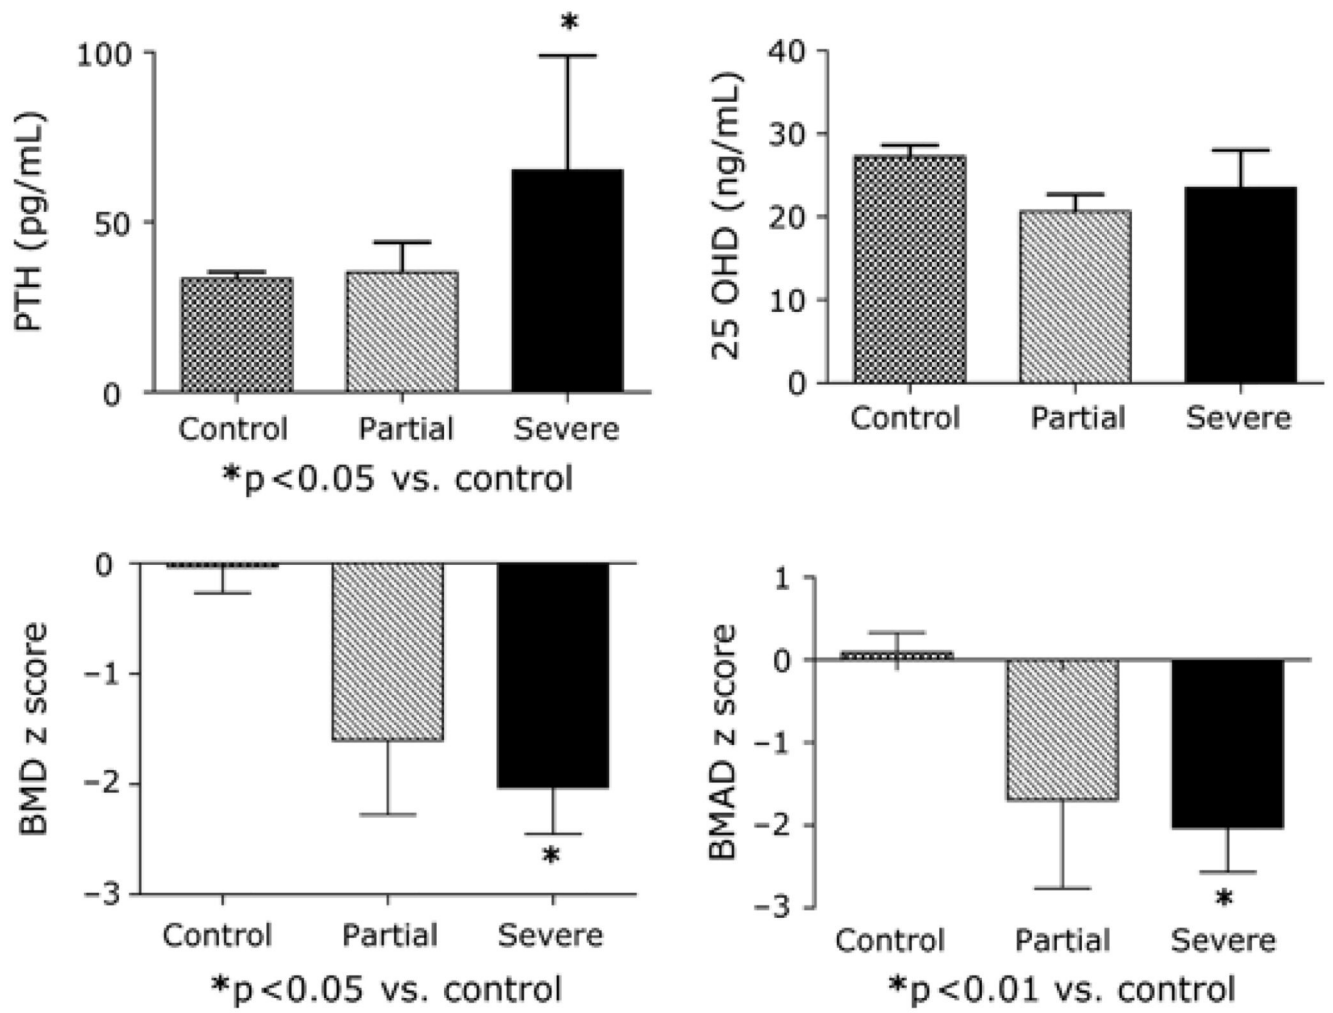 *
100
50
0
PTH (pg/mL)
Control Partial Severe
*p<0.05 vs. control
40
30
20
10
0
25 OHD (ng/mL)
Control Partial Severe
0
−1
−2
−3
BMD z score
*
Control Partial Severe
*p<0.05 vs. control
1
0
−1
−2
−3
BMAD z score
*
Control Partial Severe
*p<0.01 vs. control